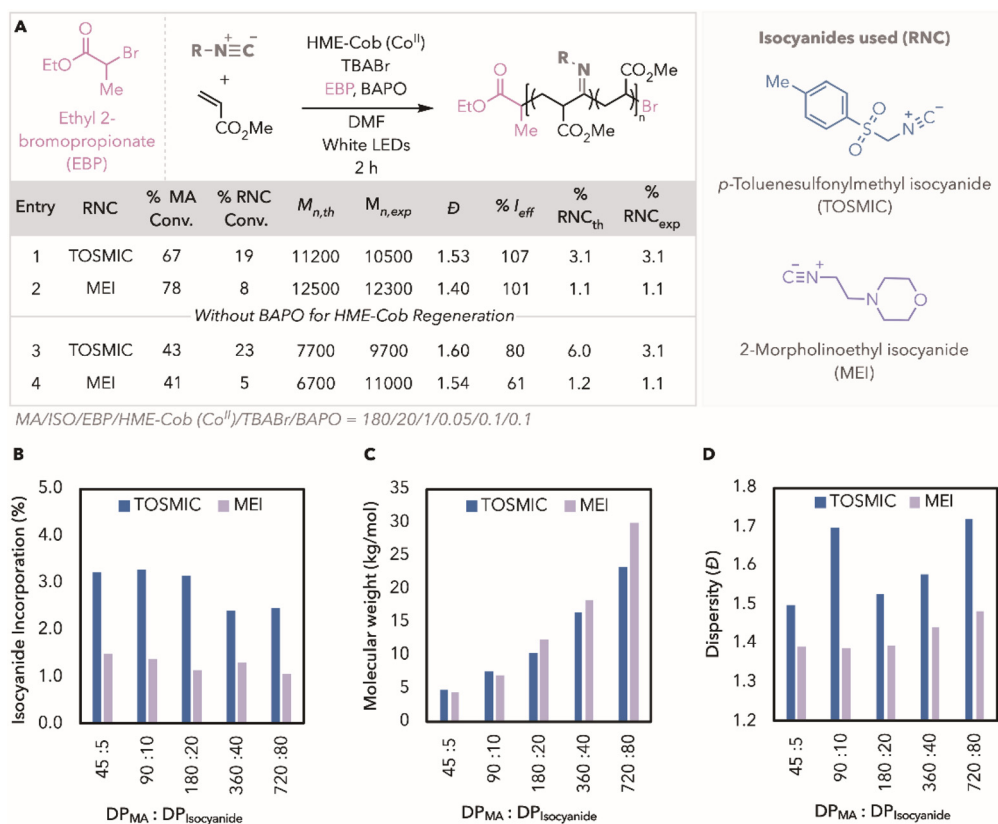 A
EtO
O
Br
Me
Ethyl 2-
bromopropionate
(EBP)
R–N≡C
+
–
+
CO₂Me
HME-Cob (Coᴵᴵ)
TBABr
EBP, BAPO
DMF
White LEDs
2 h
EtO
O
Me
R
N
CO₂Me
CO₂Me
Br
n
Isocyanides used (RNC)
Me
O
S
O
N≡C
+
–
p-Toluenesulfonylmethyl isocyanide
(TOSMIC)
C≡N
–
+
N
O
2-Morpholinoethyl isocyanide
(MEI)
Entry RNC % MA Conv. % RNC Conv. Mn,th Mn,exp Đ % Ieff % RNCth % RNCexp
1 TOSMIC 67 19 11200 10500 1.53 107 3.1 3.1
2 MEI 78 8 12500 12300 1.40 101 1.1 1.1
Without BAPO for HME-Cob Regeneration
3 TOSMIC 43 23 7700 9700 1.60 80 6.0 3.1
4 MEI 41 5 6700 11000 1.54 61 1.2 1.1
MA/ISO/EBP/HME-Cob (Coᴵᴵ)/TBABr/BAPO = 180/20/1/0.05/0.1/0.1
B
Isocyanide Incorporation (%)
5.0
4.0
3.0
2.0
1.0
0.0
TOSMIC MEI
45 :5
90 :10
180 :20
360 :40
720 :80
DPMA : DPIsocyanide
C
Molecular weight (kg/mol)
35
30
25
20
15
10
5
0
TOSMIC MEI
45 :5
90 :10
180 :20
360 :40
720 :80
DPMA : DPIsocyanide
D
Dispersity (Đ)
1.8
1.7
1.6
1.5
1.4
1.3
1.2
TOSMIC MEI
45 :5
90 :10
180 :20
360 :40
720 :80
DPMA : DPIsocyanide